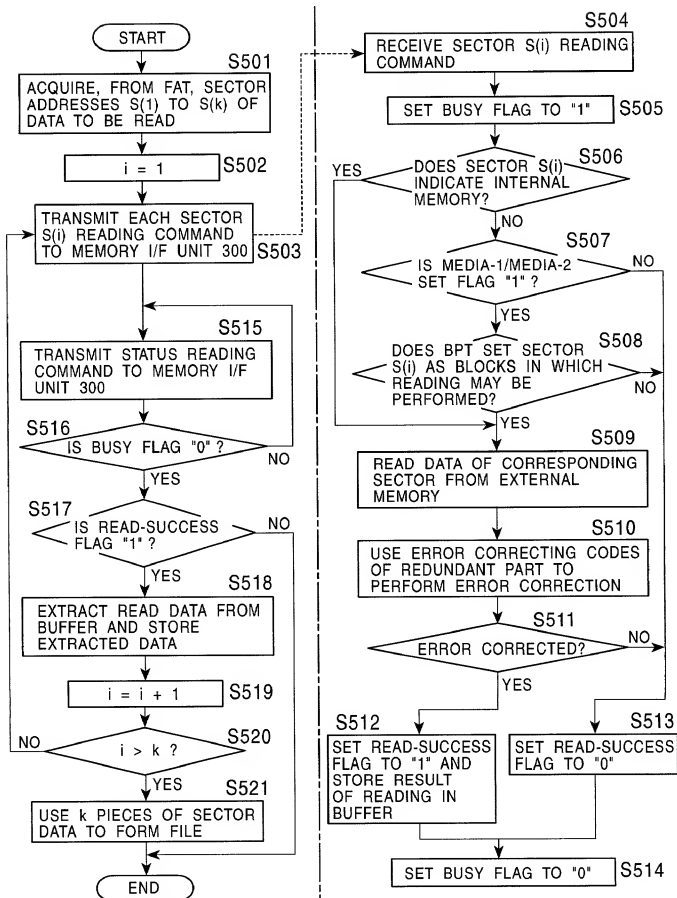 START
S501
ACQUIRE, FROM FAT, SECTOR
ADDRESSES S(1) TO S(k) OF
DATA TO BE READ
S502
i = 1
TRANSMIT EACH SECTOR
S(i) READING COMMAND
TO MEMORY I/F UNIT 300
S503
S515
TRANSMIT STATUS READING
COMMAND TO MEMORY I/F
UNIT 300
S516
IS BUSY FLAG "0" ?
NO
YES
S517
IS READ-SUCCESS
FLAG "1" ?
NO
YES
S518
EXTRACT READ DATA FROM
BUFFER AND STORE
EXTRACTED DATA
i = i + 1
S519
S520
NO
i > k ?
YES
S521
USE k PIECES OF SECTOR
DATA TO FORM FILE
END
S504
RECEIVE SECTOR S(i) READING
COMMAND
SET BUSY FLAG TO "1"
S505
S506
YES
DOES SECTOR S(i)
INDICATE INTERNAL
MEMORY?
NO
S507
IS MEDIA-1/MEDIA-2
SET FLAG "1" ?
NO
YES
S508
DOES BPT SET SECTOR
S(i) AS BLOCKS IN WHICH
READING MAY BE
PERFORMED?
NO
YES
S509
READ DATA OF CORRESPONDING
SECTOR FROM EXTERNAL
MEMORY
S510
USE ERROR CORRECTING CODES
OF REDUNDANT PART TO
PERFORM ERROR CORRECTION
S511
ERROR CORRECTED?
NO
YES
S512
SET READ-SUCCESS
FLAG TO "1" AND
STORE RESULT
OF READING IN
BUFFER
S513
SET READ-SUCCESS
FLAG TO "0"
SET BUSY FLAG TO "0"
S514